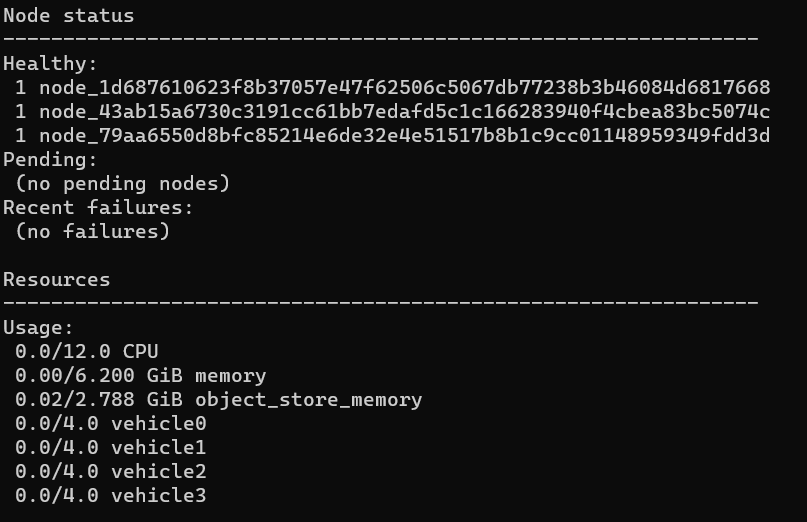 Node status
---------------------------------------------------------------
Healthy:
 1 node_1d687610623f8b37057e47f62506c5067db77238b3b46084d6817668
 1 node_43ab15a6730c3191cc61bb7edafd5c1c166283940f4cbea83bc5074c
 1 node_79aa6550d8bfc85214e6de32e4e51517b8b1c9cc01148959349fdd3d
Pending:
 (no pending nodes)
Recent failures:
 (no failures)

Resources
---------------------------------------------------------------
Usage:
 0.0/12.0 CPU
 0.00/6.200 GiB memory
 0.02/2.788 GiB object_store_memory
 0.0/4.0 vehicle0
 0.0/4.0 vehicle1
 0.0/4.0 vehicle2
 0.0/4.0 vehicle3